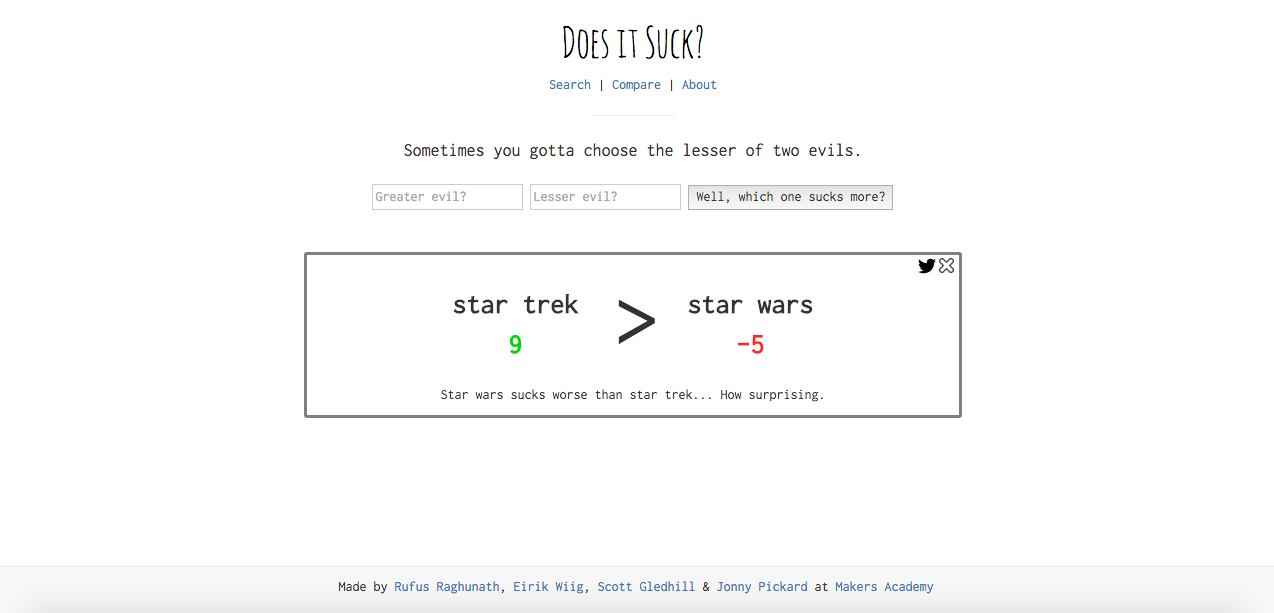 Does it Suck?
Search | Compare | About
Sometimes you gotta choose the lesser of two evils.
Greater evil? Lesser evil? Well, which one sucks more?
star trek > star wars
9 -5
Star wars sucks worse than star trek... How surprising.
Made by Rufus Raghunath, Eirik Wiig, Scott Gledhill & Jonny Pickard at Makers Academy